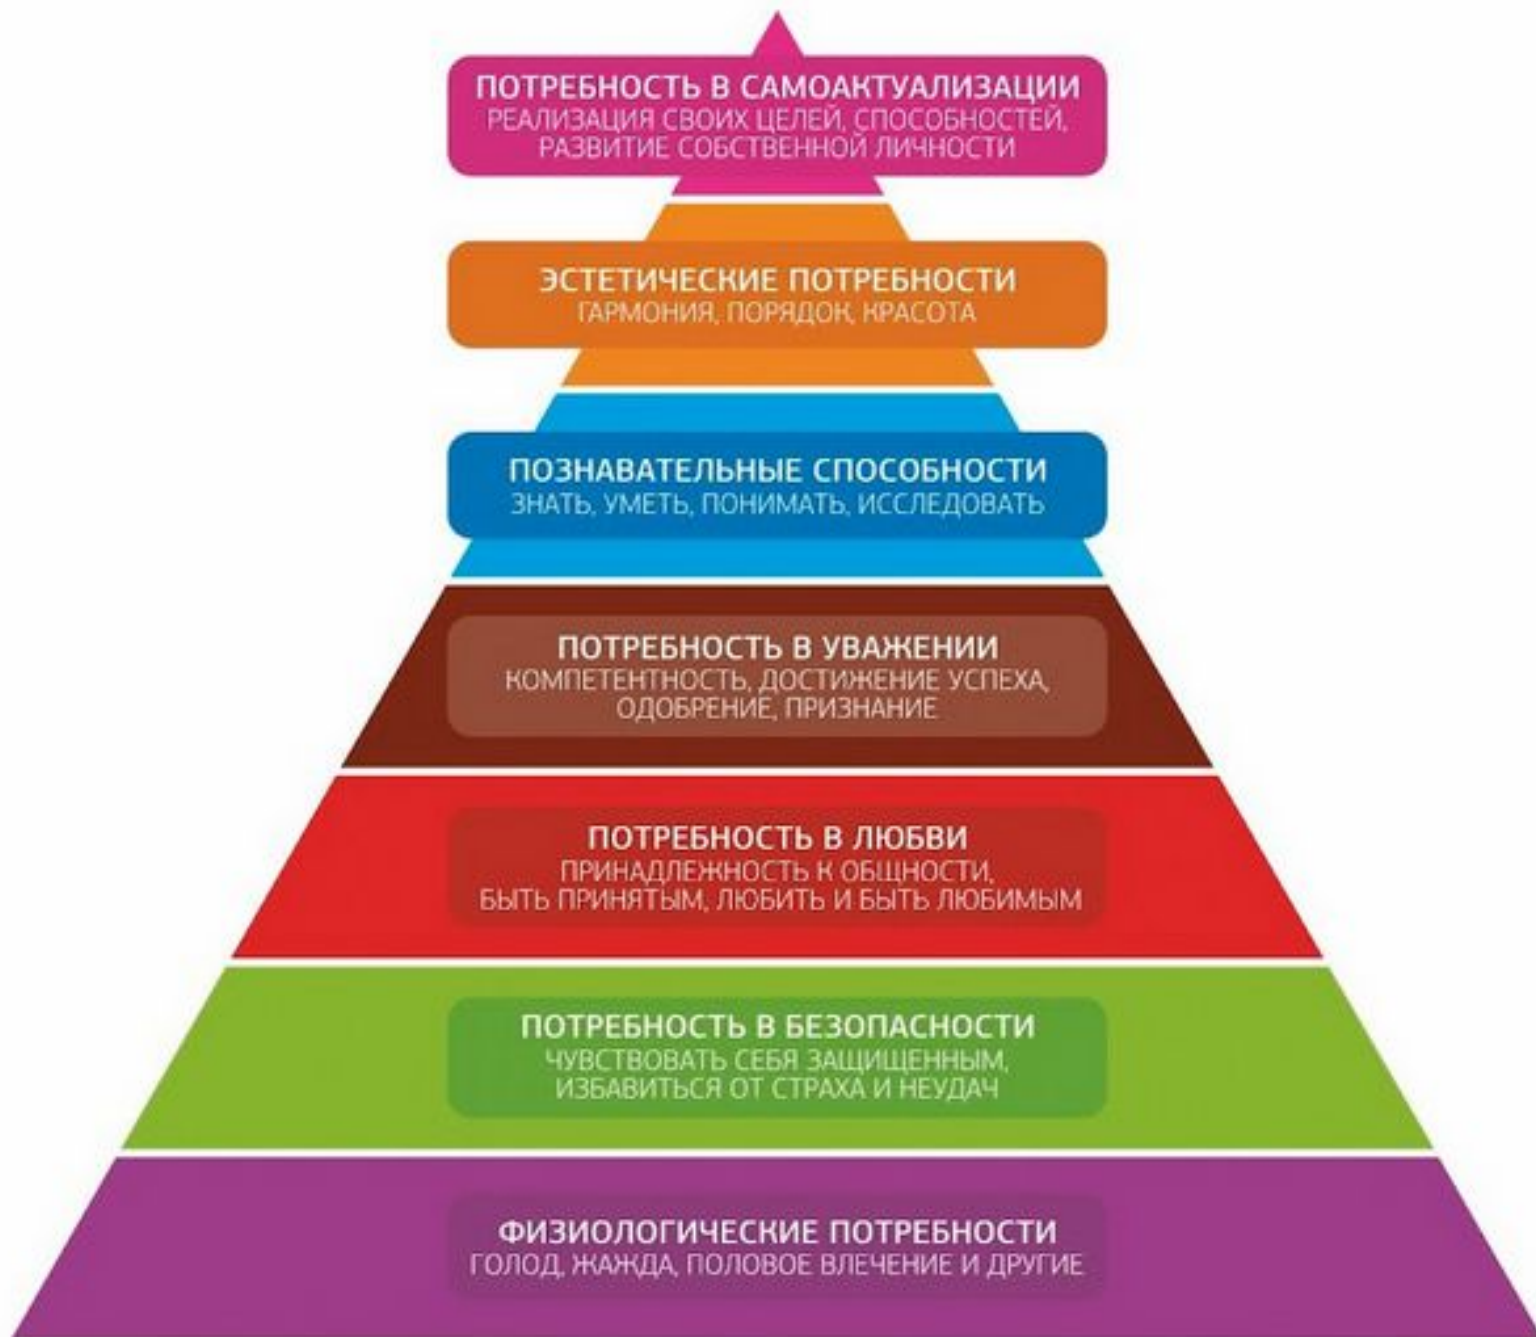 ПОТРЕБНОСТЬ В САМОАКТУАЛИЗАЦИИ
РЕАЛИЗАЦИЯ СВОИХ ЦЕЛЕЙ, СПОСОБНОСТЕЙ,
РАЗВИТИЕ СОБСТВЕННОЙ ЛИЧНОСТИ
ЭСТЕТИЧЕСКИЕ ПОТРЕБНОСТИ
ГАРМОНИЯ, ПОРЯДОК, КРАСОТА
ПОЗНАВАТЕЛЬНЫЕ СПОСОБНОСТИ
ЗНАТЬ, УМЕТЬ, ПОНИМАТЬ, ИССЛЕДОВАТЬ
ПОТРЕБНОСТЬ В УВАЖЕНИИ
КОМПЕТЕНТНОСТЬ, ДОСТИЖЕНИЕ УСПЕХА,
ОДОБРЕНИЕ, ПРИЗНАНИЕ
ПОТРЕБНОСТЬ В ЛЮБВИ
ПРИНАДЛЕЖНОСТЬ К ОБЩНОСТИ,
БЫТЬ ПРИНЯТЫМ, ЛЮБИТЬ И БЫТЬ ЛЮБИМЫМ
ПОТРЕБНОСТЬ В БЕЗОПАСНОСТИ
ЧУВСТВОВАТЬ СЕБЯ ЗАЩИЩЕННЫМ,
ИЗБАВИТЬСЯ ОТ СТРАХА И НЕУДАЧ
ФИЗИОЛОГИЧЕСКИЕ ПОТРЕБНОСТИ
ГОЛОД, ЖАЖДА, ПОЛОВОЕ ВЛЕЧЕНИЕ И ДРУГИЕ